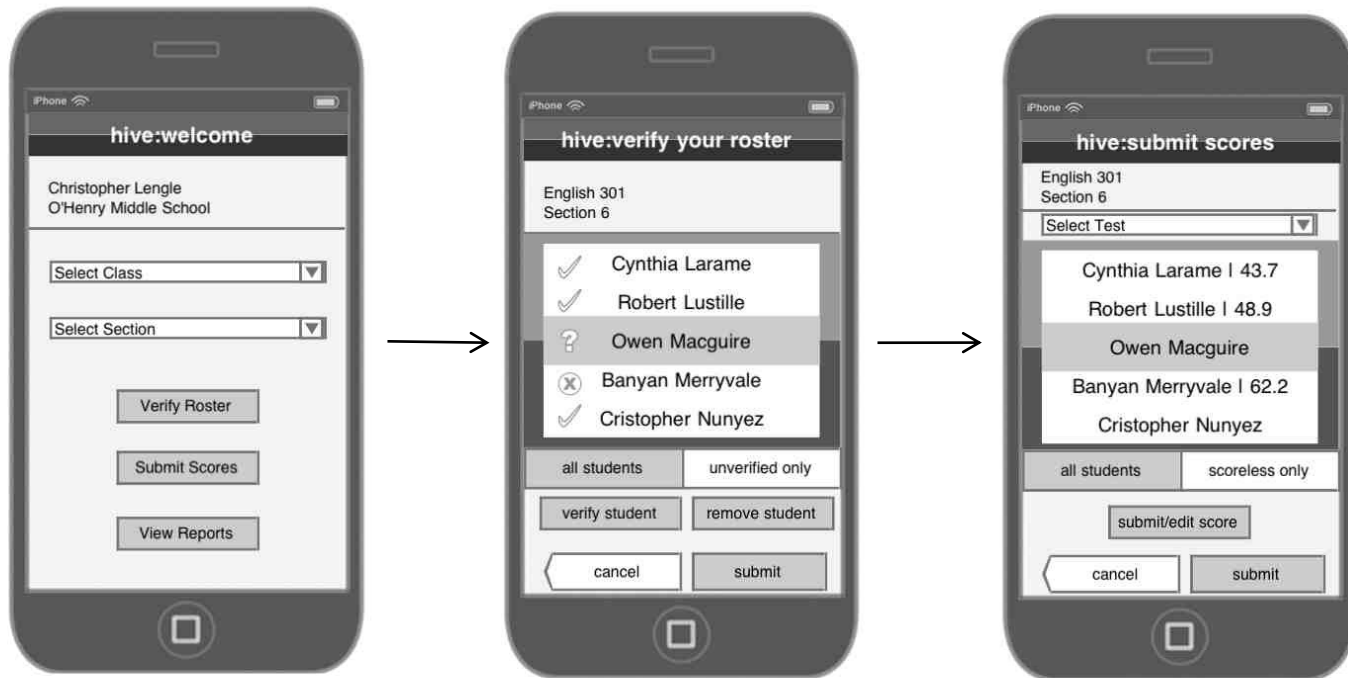 iPhone
hive:welcome
Christopher Lengle
O'Henry Middle School
Select Class
Select Section
Verify Roster
Submit Scores
View Reports
iPhone
hive:verify your roster
English 301
Section 6
Cynthia Larame
Robert Lustille
? Owen Macguire
x Banyan Merryvale
Cristopher Nunyez
all students unverified only
verify student remove student
cancel submit
iPhone
hive:submit scores
English 301
Section 6
Select Test
Cynthia Larame | 43.7
Robert Lustille | 48.9
Owen Macguire
Banyan Merryvale | 62.2
Cristopher Nunyez
all students scoreless only
submit/edit score
cancel submit